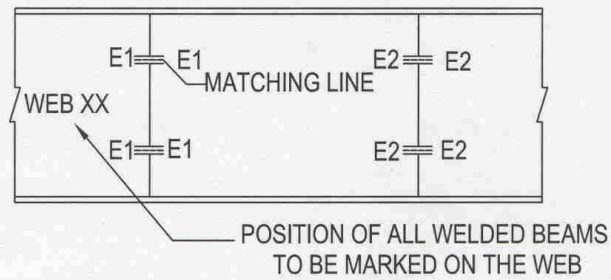 E1 E1 E2 E2
MATCHING LINE
WEB XX
E1 E1 E2 E2
POSITION OF ALL WELDED BEAMS
TO BE MARKED ON THE WEB